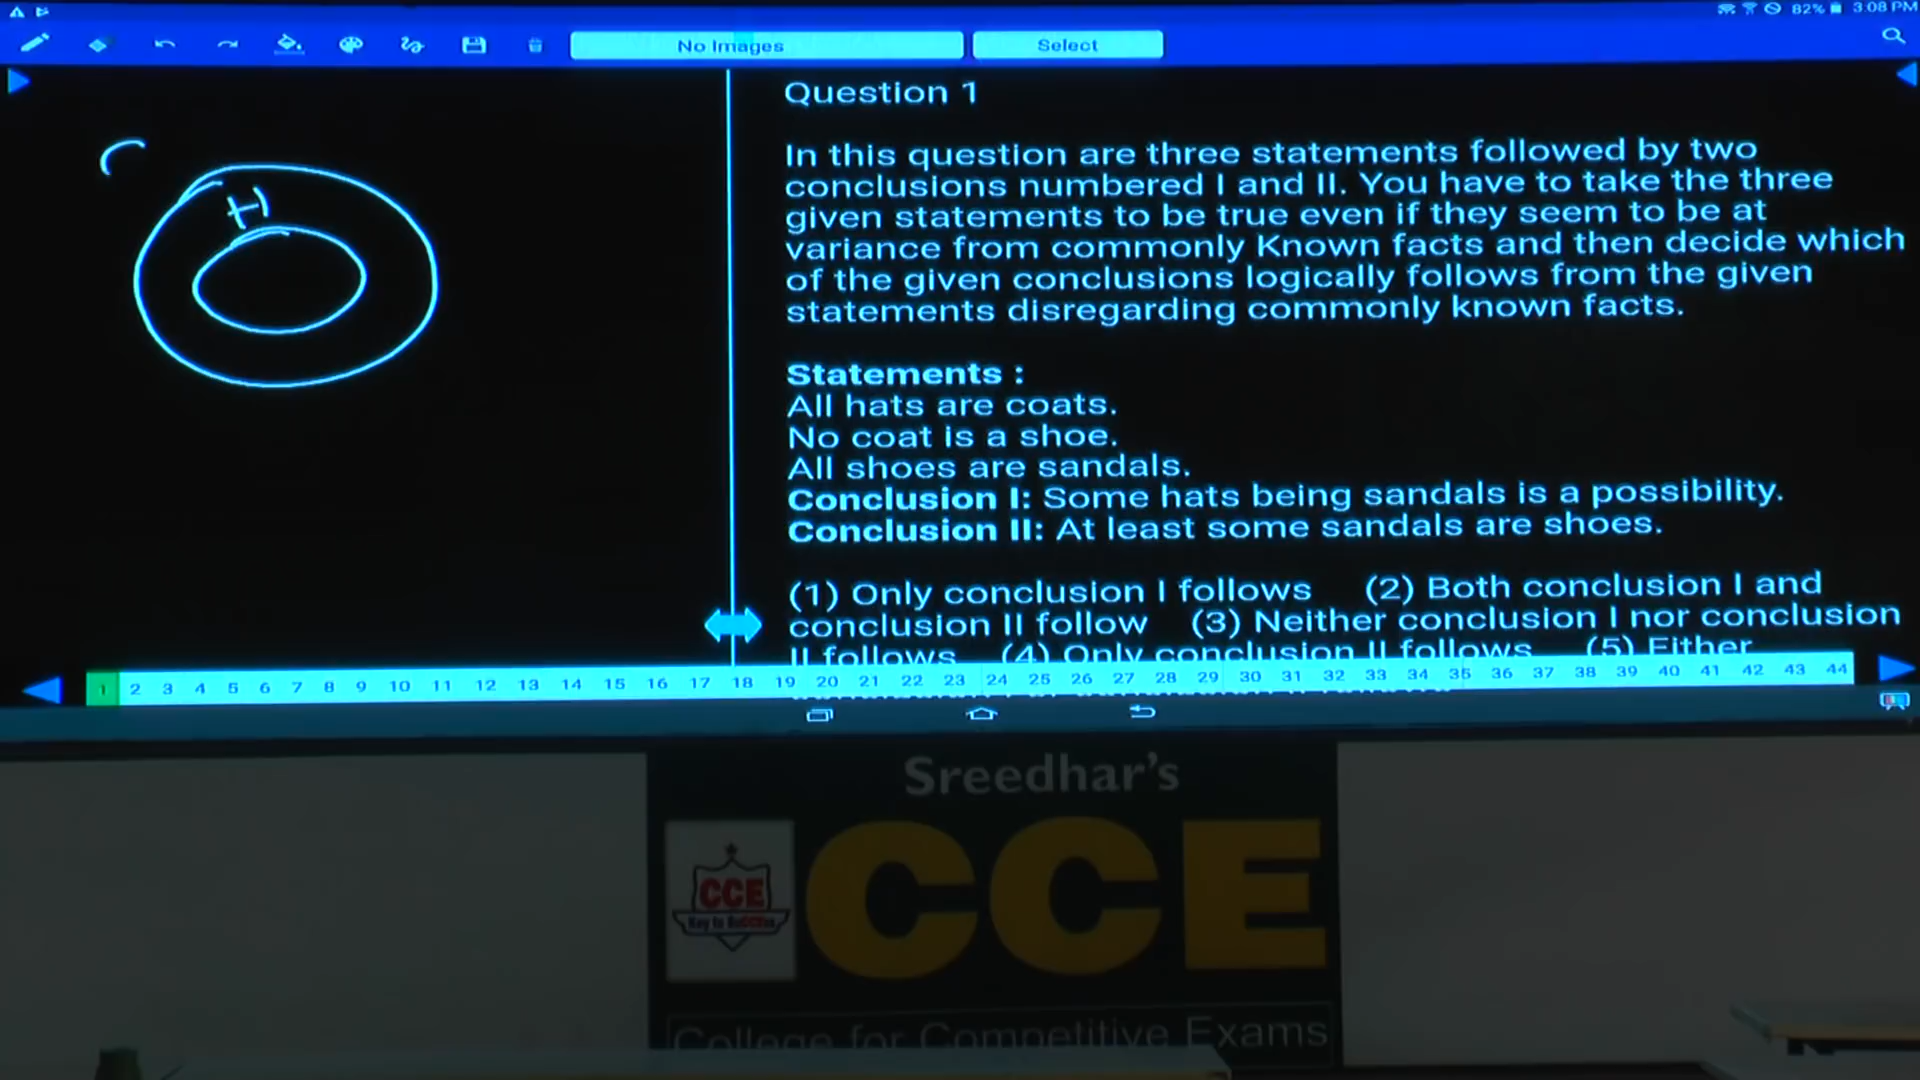 82% 3:08 PM
No Images Select
Question 1
C
H
In this question are three statements followed by two
conclusions numbered I and II. You have to take the three
given statements to be true even if they seem to be at
variance from commonly Known facts and then decide which
of the given conclusions logically follows from the given
statements disregarding commonly known facts.
Statements :
All hats are coats.
No coat is a shoe.
All shoes are sandals.
Conclusion I: Some hats being sandals is a possibility.
Conclusion II: At least some sandals are shoes.
(1) Only conclusion I follows (2) Both conclusion I and
conclusion II follow (3) Neither conclusion I nor conclusion
II follows (4) Only conclusion II follows (5) Either
1 2 3 4 5 6 7 8 9 10 11 12 13 14 15 16 17 18 19 20 21 22 23 24 25 26 27 28 29 30 31 32 33 34 35 36 37 38 39 40 41 42 43 44
Sreedhar's
CCE
CCE
Key to Success
College for Competitive Exams